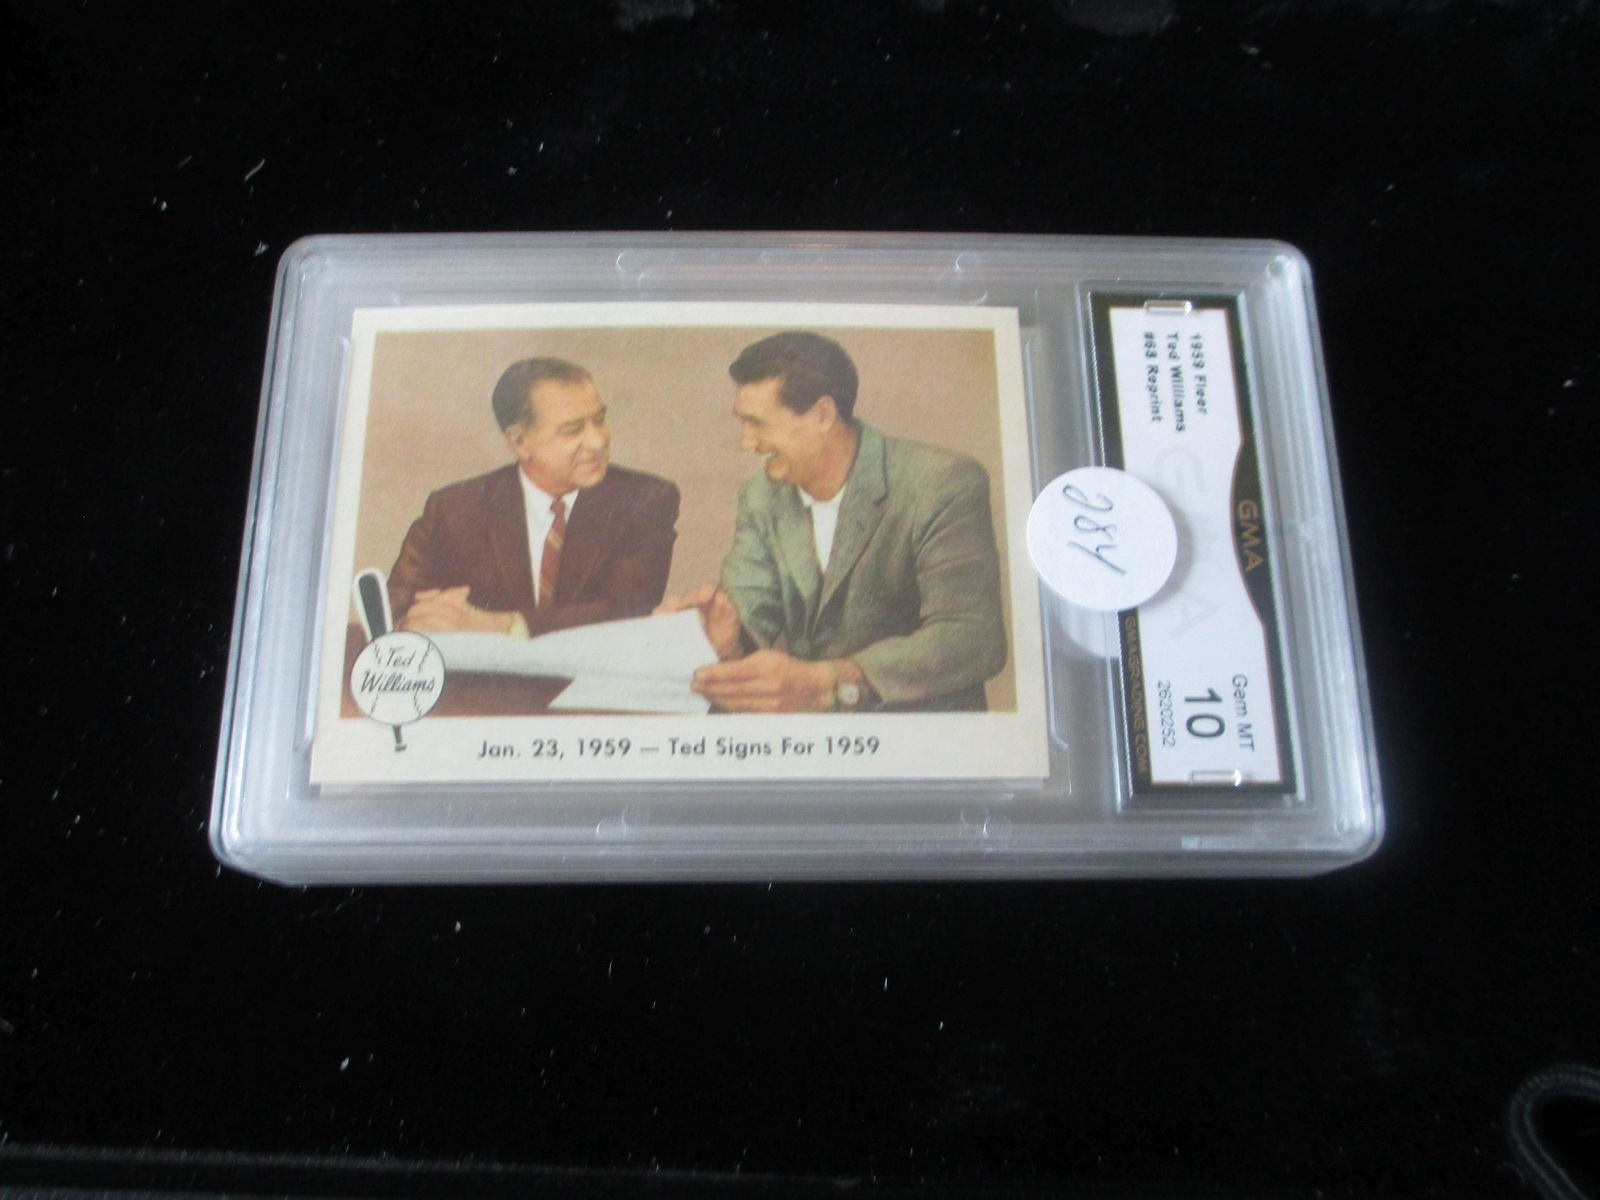 Ted
Williams
Jan. 23, 1959 — Ted Signs For 1959
1959 Fleer
Ted Williams
#68 Reprint
284
GMA
GMAGRADING.COM
Gem MT
10
2620252